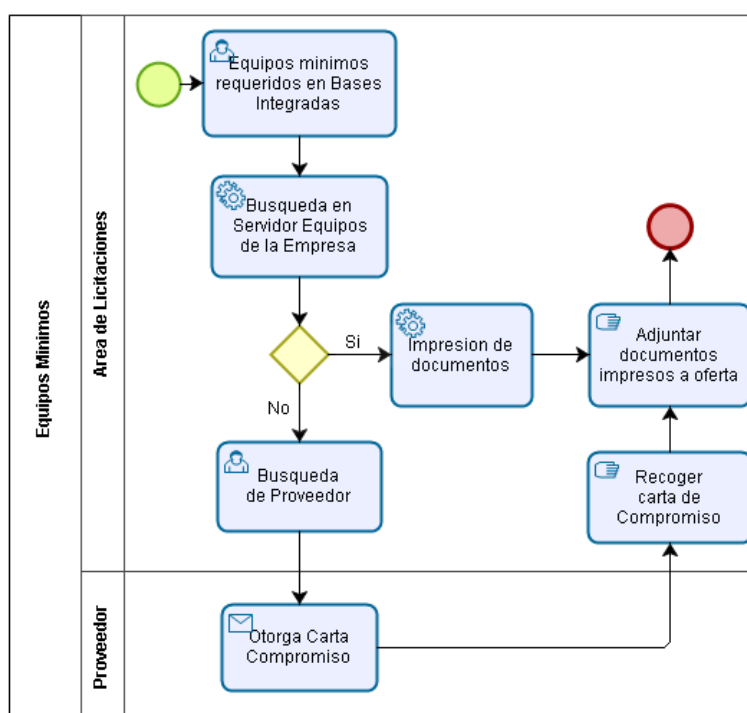 Equipos Minimos
Area de Licitaciones
Equipos minimos
requeridos en Bases
Integradas
Busqueda en
Servidor Equipos
de la Empresa
Si
Impresion de
documentos
Adjuntar
documentos
impresos a oferta
No
Busqueda
de Proveedor
Recoger
carta de
Compromiso
Proveedor
Otorga Carta
Compromiso